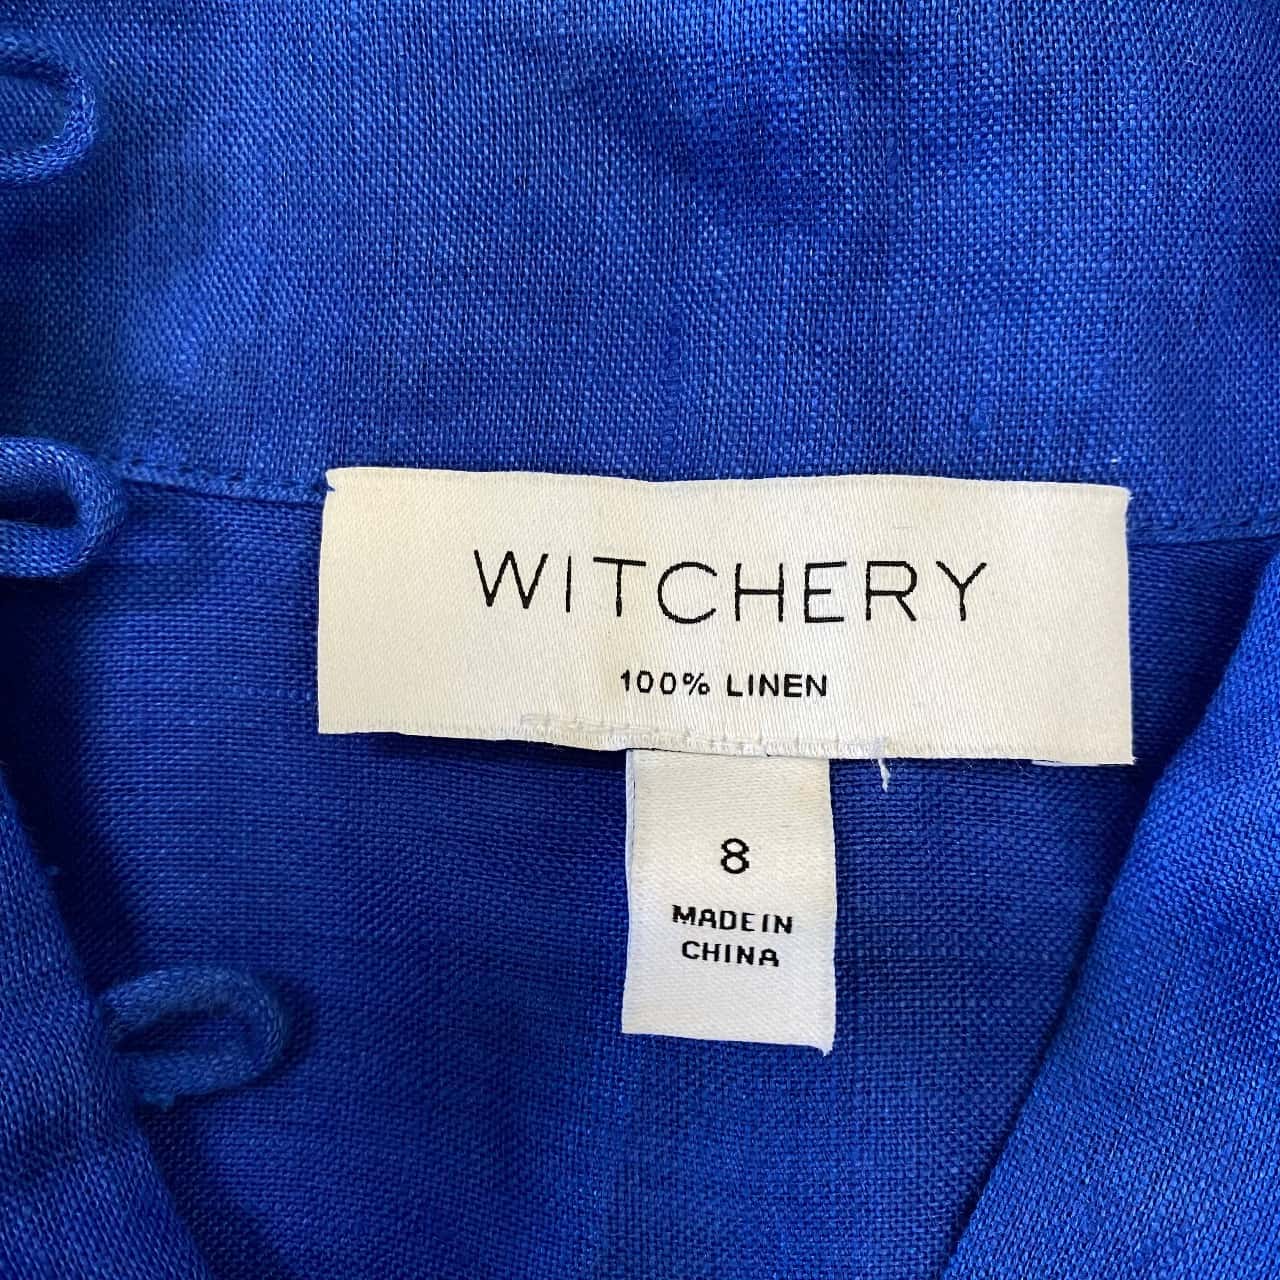 WITCHERY
100% LINEN
8
MADE IN
CHINA